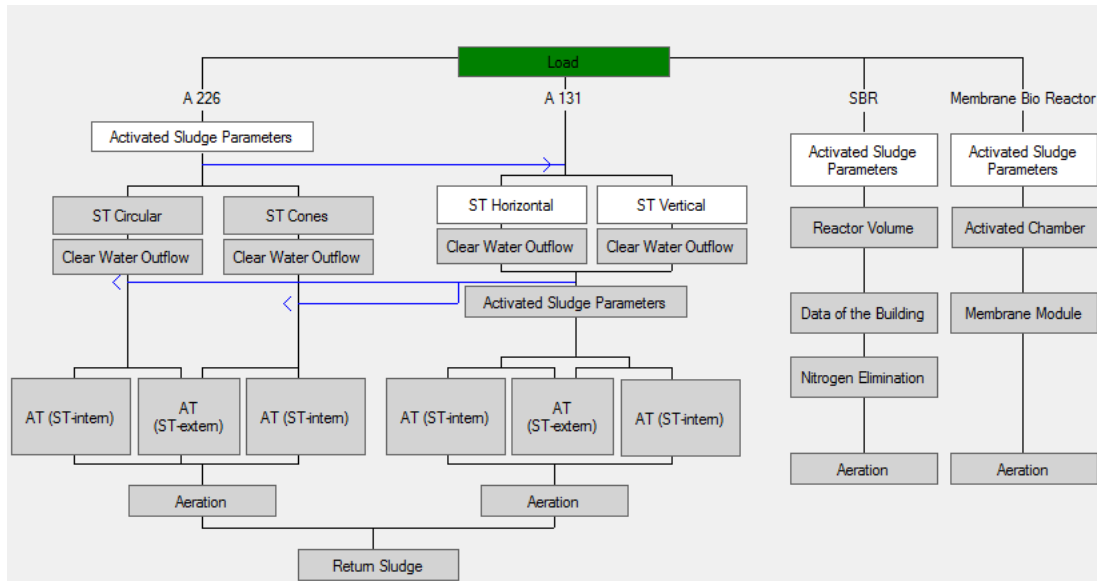 Load
A 226
A 131
SBR
Membrane Bio Reactor
Activated Sludge Parameters
Activated Sludge
Parameters
Activated Sludge
Parameters
ST Circular
ST Cones
ST Horizontal
ST Vertical
Reactor Volume
Activated Chamber
Clear Water Outflow
Clear Water Outflow
Clear Water Outflow
Clear Water Outflow
Activated Sludge Parameters
Data of the Building
Membrane Module
Nitrogen Elimination
AT (ST-intern)
AT
(ST-extern)
AT (ST-intern)
AT (ST-intern)
AT
(ST-extern)
AT (ST-intern)
Aeration
Aeration
Aeration
Aeration
Return Sludge